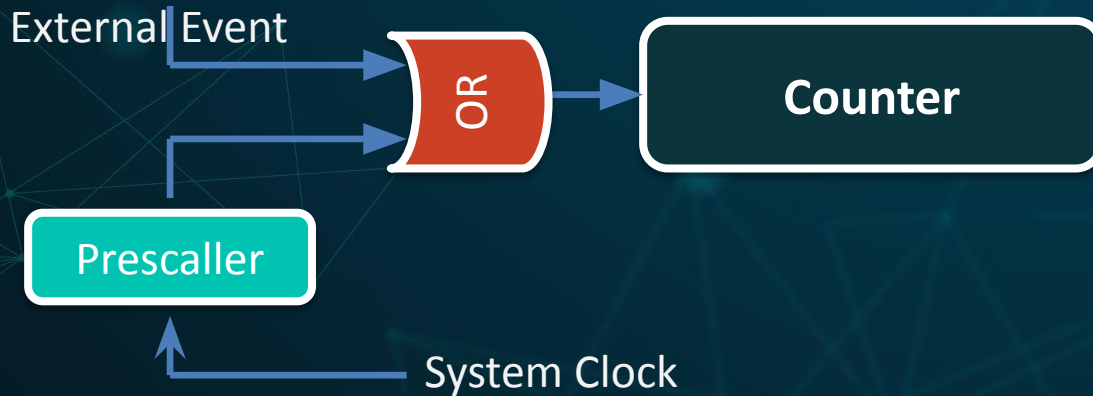 External Event
OR
Counter
Prescaller
System Clock